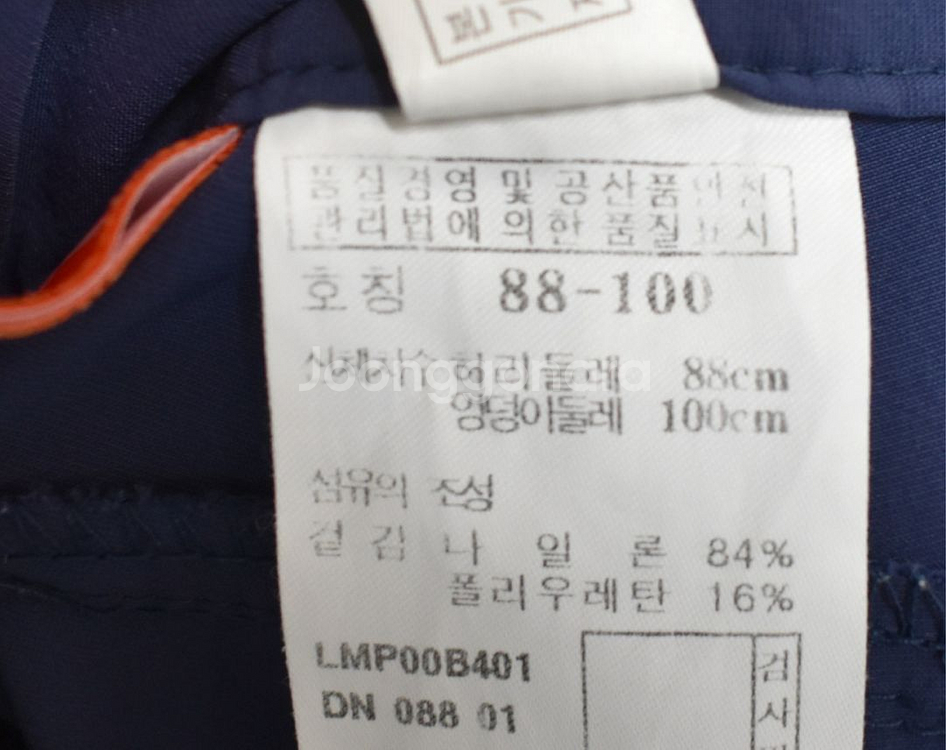 본
기
품질경영 및 공산품안전
관리법에 의한 품질표시
호칭 88-100
Joonggonara
신체치수 허리둘레 88cm
엉덩이둘레 100cm
섬유의 조성
겉감 나일론 84%
폴리우레탄 16%
LMP00B401
DN 088 01
검
사